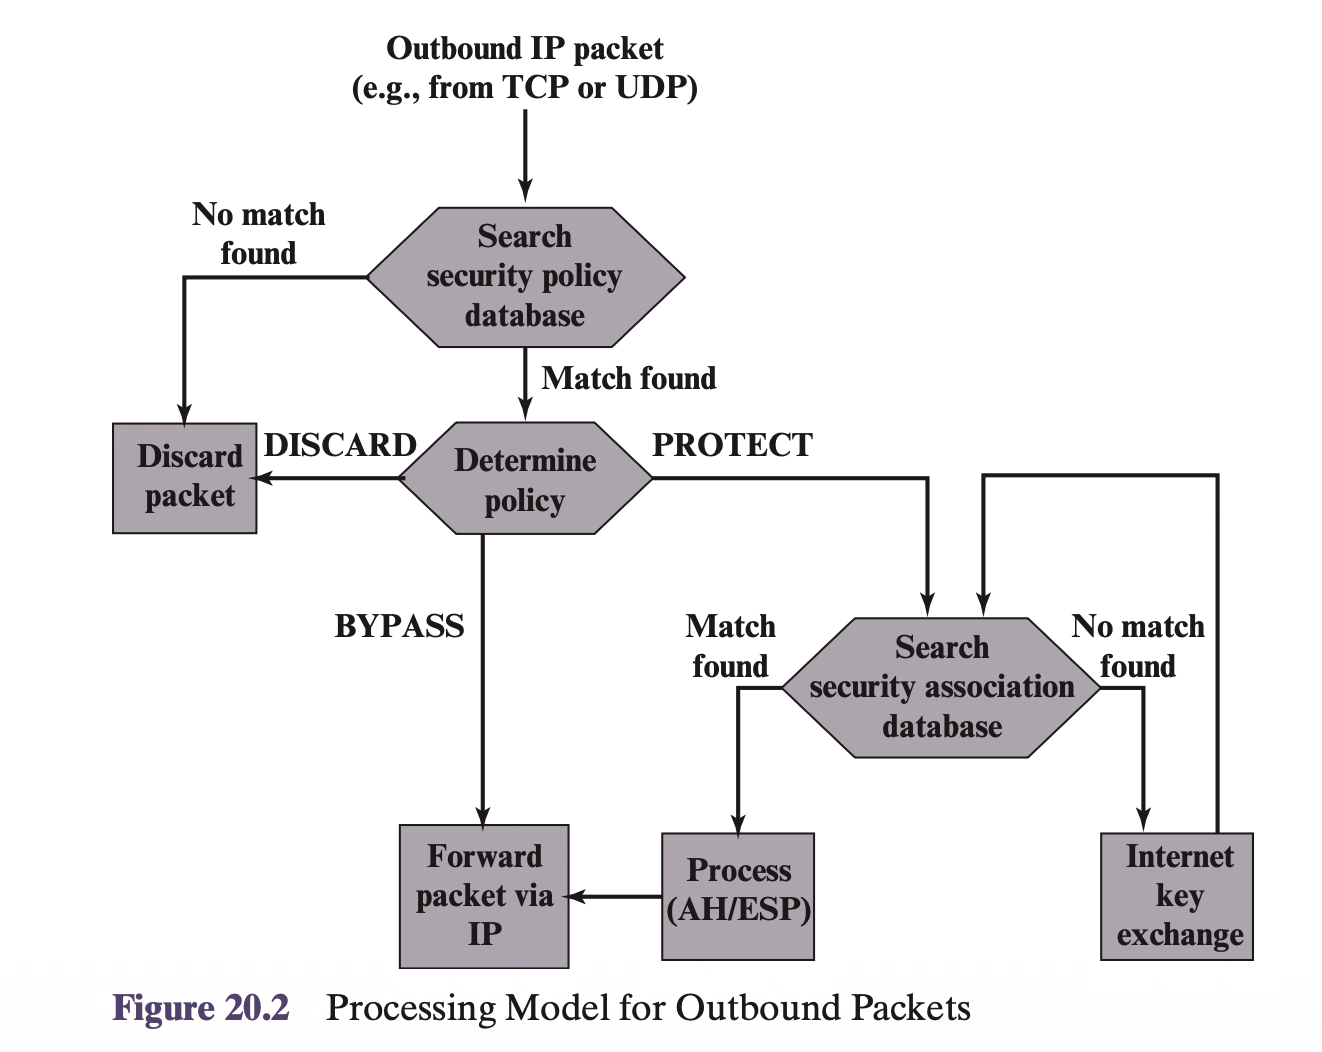 Outbound IP packet
(e.g., from TCP or UDP)
No match
found
Search
security policy
database
Match found
Discard
packet
DISCARD
Determine
policy
PROTECT
BYPASS
Match
found
Search
security association
database
No match
found
Forward
packet via
IP
Process
(AH/ESP)
Internet
key
exchange
Figure 20.2 Processing Model for Outbound Packets